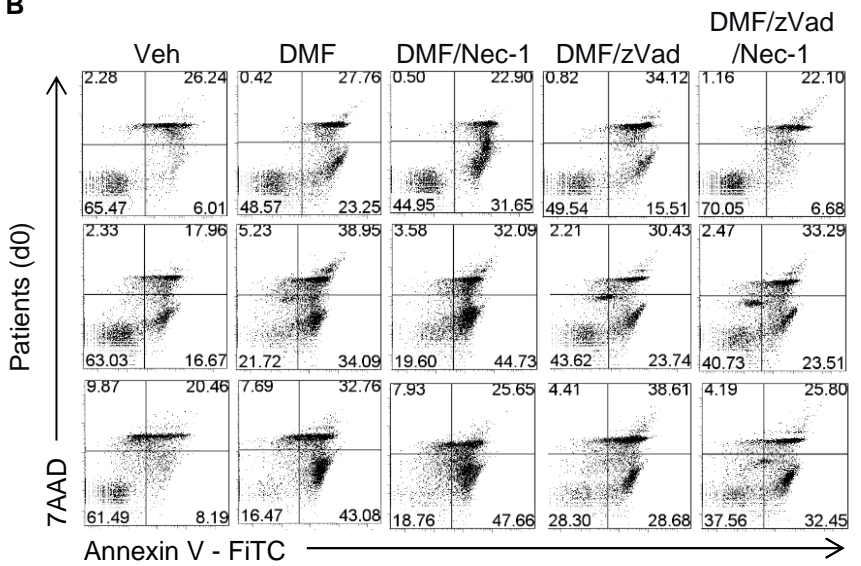 B
Veh DMF DMF/Nec-1 DMF/zVad DMF/zVad
/Nec-1
2.28 26.24 0.42 27.76 0.50 22.90 0.82 34.12 1.16 22.10
65.47 6.01 48.57 23.25 44.95 31.65 49.54 15.51 70.05 6.68
2.33 17.96 5.23 38.95 3.58 32.09 2.21 30.43 2.47 33.29
63.03 16.67 21.72 34.09 19.60 44.73 43.62 23.74 40.73 23.51
9.87 20.46 7.69 32.76 7.93 25.65 4.41 38.61 4.19 25.80
61.49 8.19 16.47 43.08 18.76 47.66 28.30 28.68 37.56 32.45
Patients (d0)
7AAD
Annexin V - FiTC